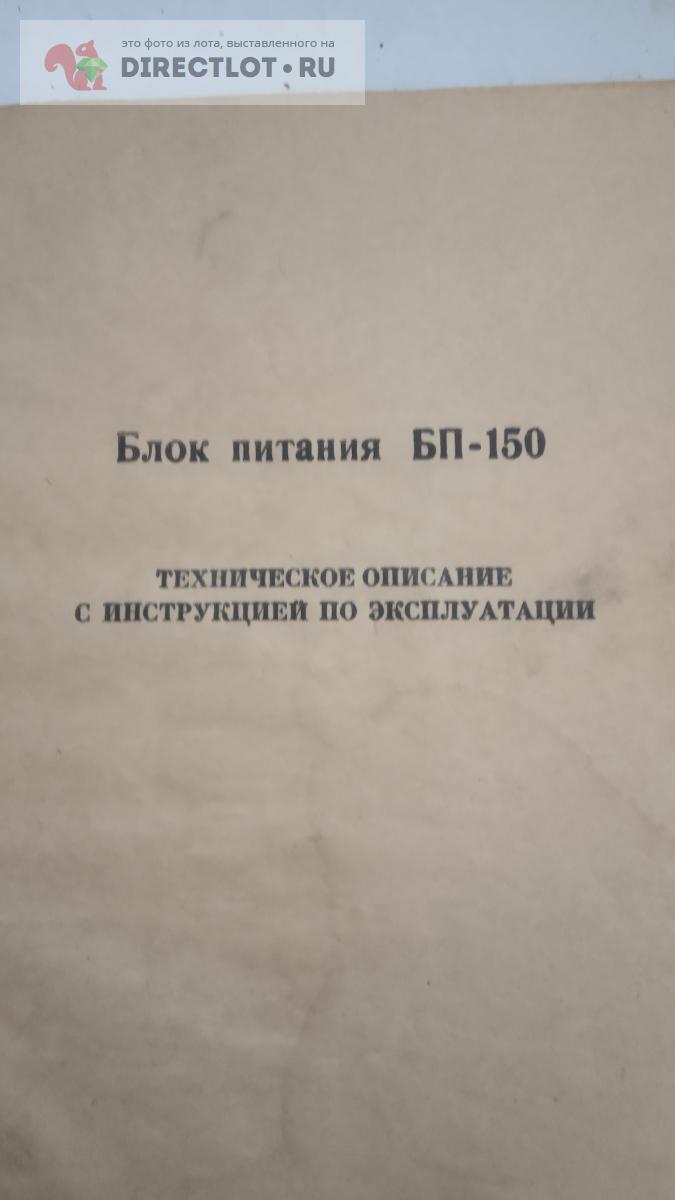 это фото из лота, выставленного на
DIRECTLOT•RU
Блок питания БП-150
ТЕХНИЧЕСКОЕ ОПИСАНИЕ
С ИНСТРУКЦИЕЙ ПО ЭКСПЛУАТАЦИИ